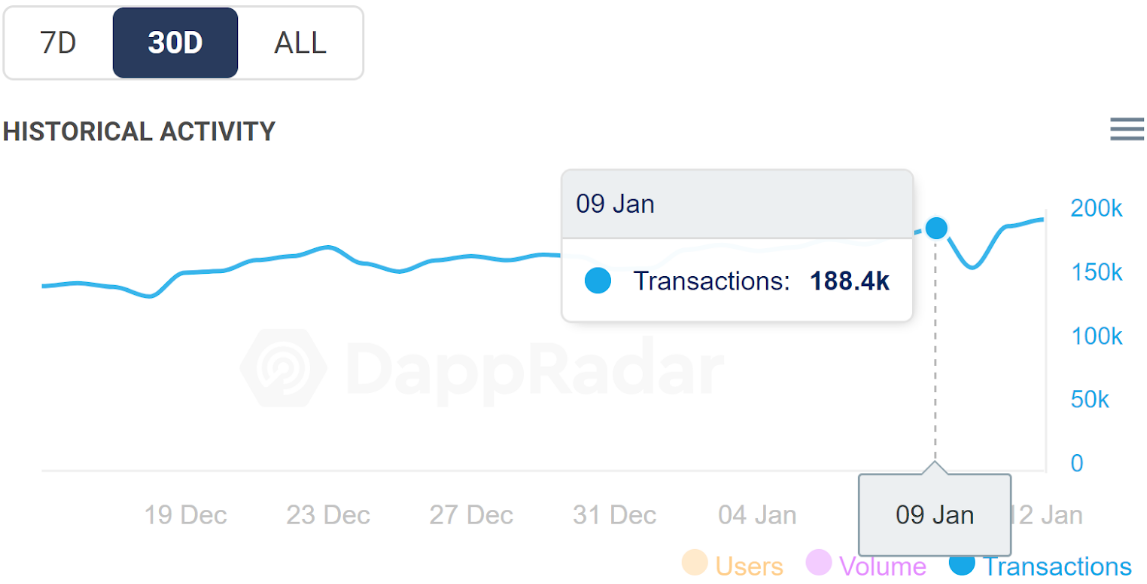 7D 30D ALL
HISTORICAL ACTIVITY
09 Jan
Transactions: 188.4k
200k
150k
100k
50k
0
DappRadar
19 Dec 23 Dec 27 Dec 31 Dec 04 Jan 09 Jan 12 Jan
Users Volume Transactions